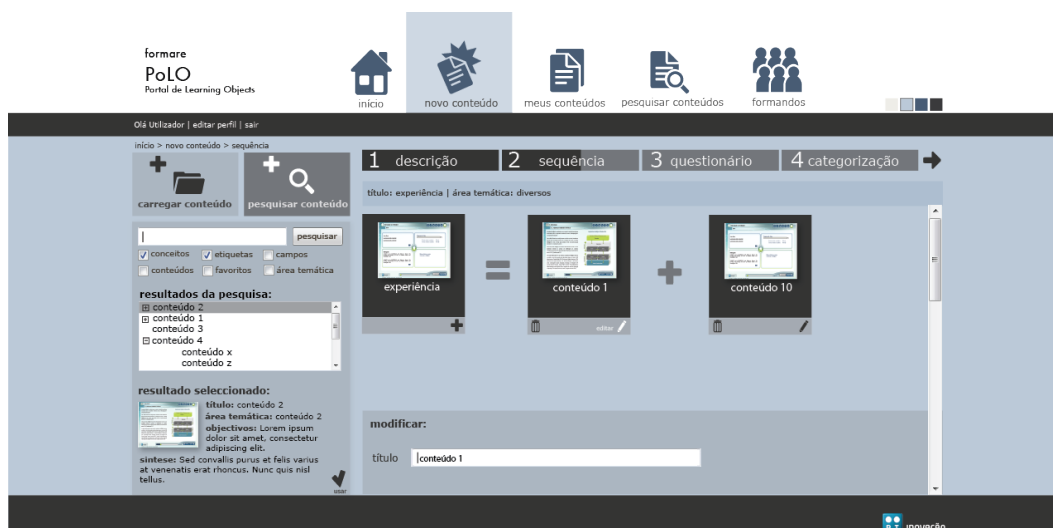 formare
PoLO
Portal de Learning Objects
início
novo conteúdo
meus conteúdos
pesquisar conteúdos
formandos
Olá Utilizador | editar perfil | sair
início > novo conteúdo > sequência
carregar conteúdo
pesquisar conteúdo
1 descrição
2 sequência
3 questionário
4 categorização
título: experiência | área temática: diversos
pesquisar
conceitos
etiquetas
campos
conteúdos
favoritos
área temática
resultados da pesquisa:
conteúdo 2
conteúdo 1
conteúdo 3
conteúdo 4
conteúdo x
conteúdo z
resultado seleccionado:
título: conteúdo 2
área temática: conteúdo 2
objectivos: Lorem ipsum
dolor sit amet, consectetur
adipiscing elit.
síntese: Sed convallis purus et felis varius
at venenatis erat rhoncus. Nunc quis nisl
tellus.
usar
experiência
=
conteúdo 1
+
conteúdo 10
editar
modificar:
título
conteúdo 1
inovação